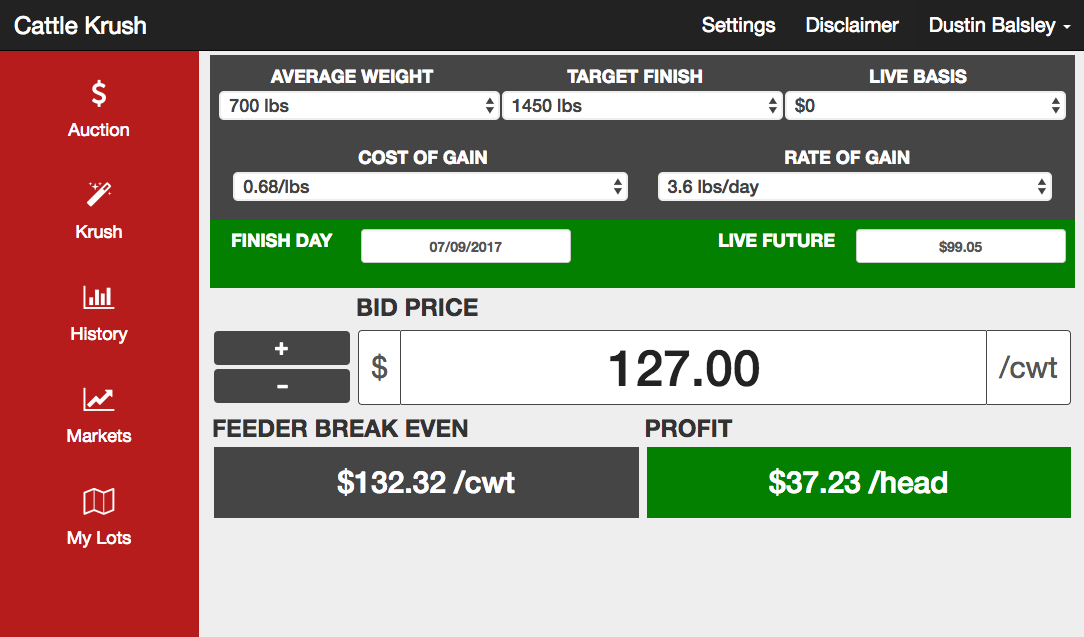 Cattle Krush
Settings Disclaimer Dustin Balsley
Auction
Krush
History
Markets
My Lots
AVERAGE WEIGHT TARGET FINISH LIVE BASIS
700 lbs 1450 lbs $0
COST OF GAIN RATE OF GAIN
0.68/lbs 3.6 lbs/day
FINISH DAY 07/09/2017 LIVE FUTURE $99.05
BID PRICE
+
-
$ 127.00 /cwt
FEEDER BREAK EVEN PROFIT
$132.32 /cwt $37.23 /head